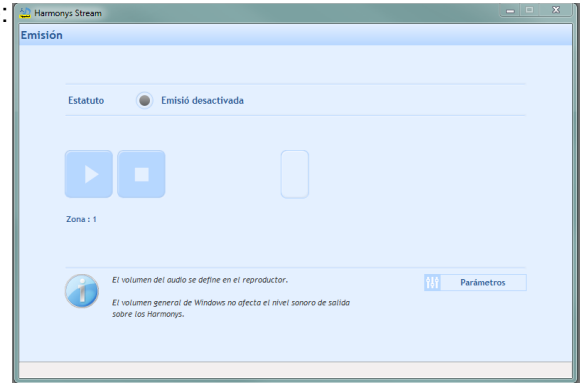 :
Harmonys Stream
Emisión
Estatuto Emisió desactivada
Zona : 1
El volumen del audio se define en el reproductor.
El volumen general de Windows no afecta el nivel sonoro de salida
sobre los Harmonys.
Parámetros